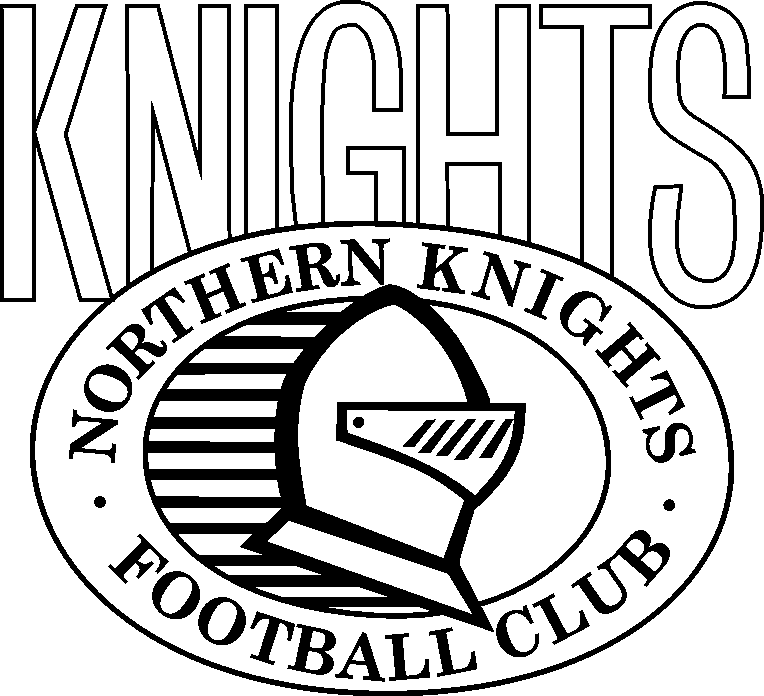 KNIGHTS
NORTHERN KNIGHTS
• FOOTBALL CLUB •